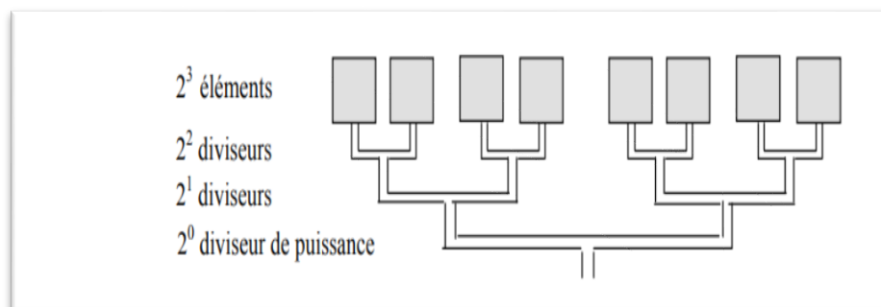 2³ éléments
2² diviseurs
2¹ diviseurs
2⁰ diviseur de puissance